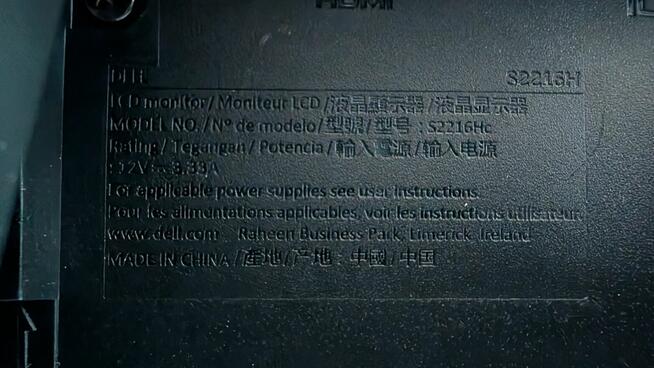 HDMI
DELL S2216H
LCD monitor / Moniteur LCD / 液晶顯示器 / 液晶显示器
MODEL NO. / Nº de modelo / 型號 / 型号 : S2216Hc
Rating / Tegangan / Potencia / 輸入電源 / 输入电源
: 12V⎓3.33A
For applicable power supplies see user instructions.
Pour les alimentations applicables, voir les instructions utilisateur.
www.dell.com Raheen Business Park, Limerick, Ireland
MADE IN CHINA / 產地 / 产地 : 中國 / 中国